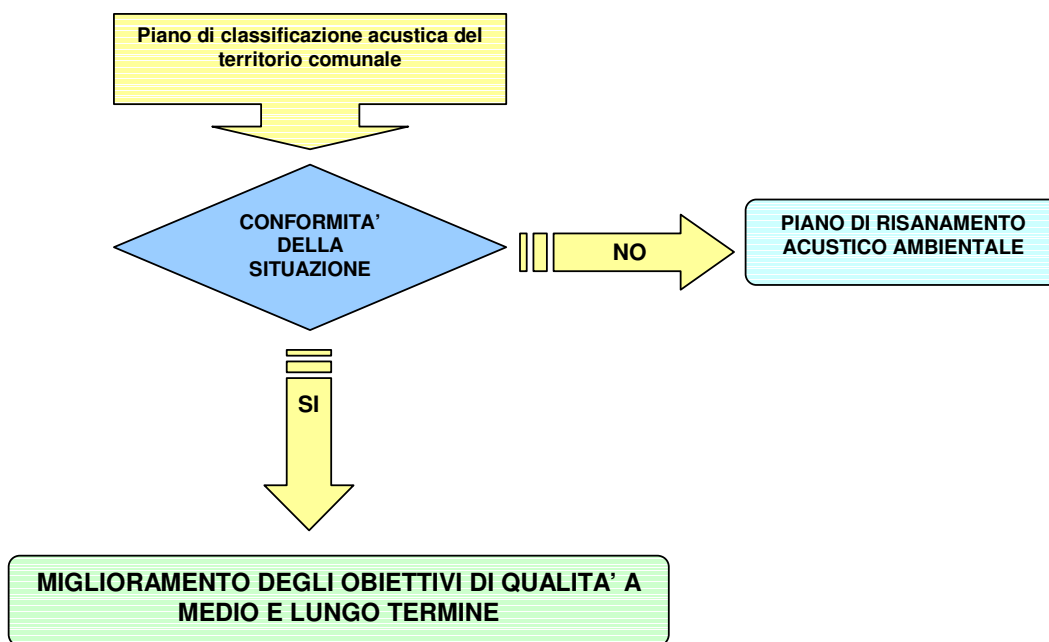 Piano di classificazione acustica del
territorio comunale
CONFORMITA’
DELLA
SITUAZIONE
NO
PIANO DI RISANAMENTO
ACUSTICO AMBIENTALE
SI
MIGLIORAMENTO DEGLI OBIETTIVI DI QUALITA’ A
MEDIO E LUNGO TERMINE